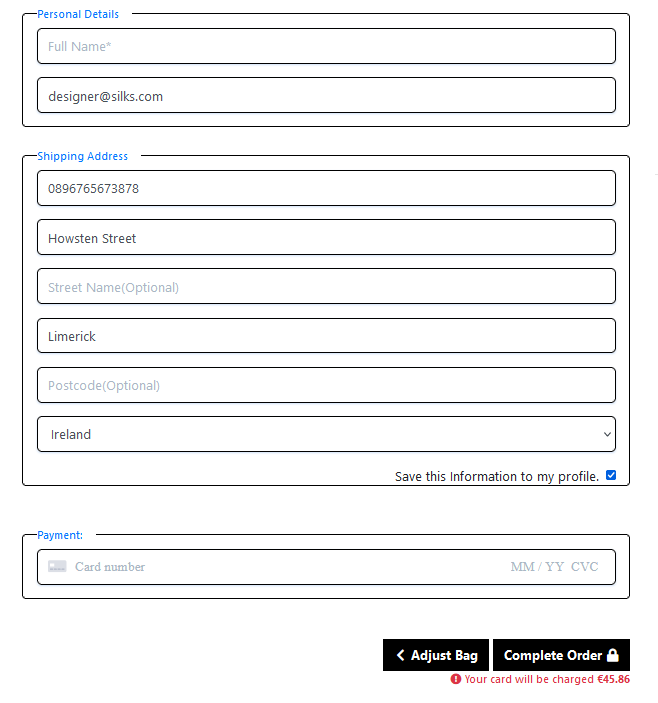 Personal Details
Full Name*
designer@silks.com
Shipping Address
0896765673878
Howsten Street
Street Name(Optional)
Limerick
Postcode(Optional)
Ireland
Save this Information to my profile.
Payment:
Card number MM / YY CVC
Adjust Bag Complete Order
Your card will be charged €45.86